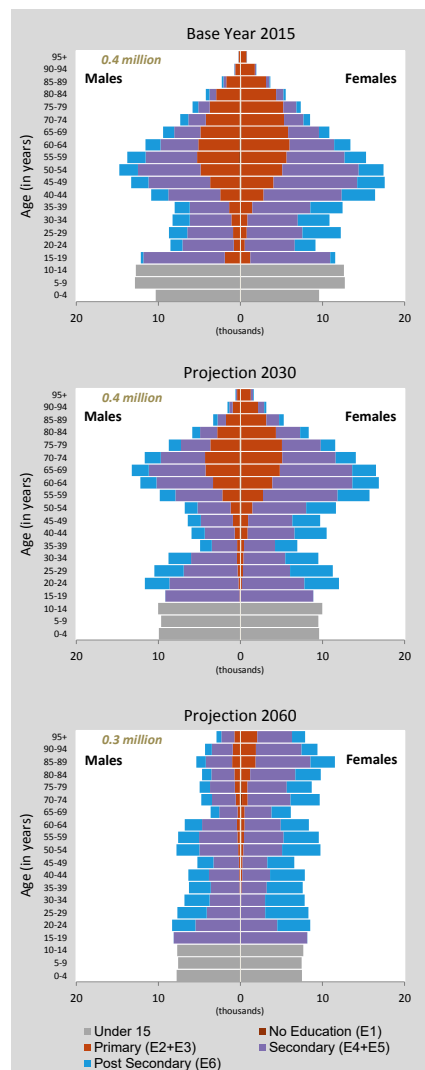 Base Year 2015
0.4 million
Males
Females
Age (in years)
95+
90-94
85-89
80-84
75-79
70-74
65-69
60-64
55-59
50-54
45-49
40-44
35-39
30-34
25-29
20-24
15-19
10-14
5-9
0-4
20 10 0 10 20
(thousands)
Projection 2030
0.4 million
Males
Females
Age (in years)
95+
90-94
85-89
80-84
75-79
70-74
65-69
60-64
55-59
50-54
45-49
40-44
35-39
30-34
25-29
20-24
15-19
10-14
5-9
0-4
20 10 0 10 20
(thousands)
Projection 2060
0.3 million
Males
Females
Age (in years)
95+
90-94
85-89
80-84
75-79
70-74
65-69
60-64
55-59
50-54
45-49
40-44
35-39
30-34
25-29
20-24
15-19
10-14
5-9
0-4
20 10 0 10 20
(thousands)
Under 15 No Education (E1)
Primary (E2+E3) Secondary (E4+E5)
Post Secondary (E6)